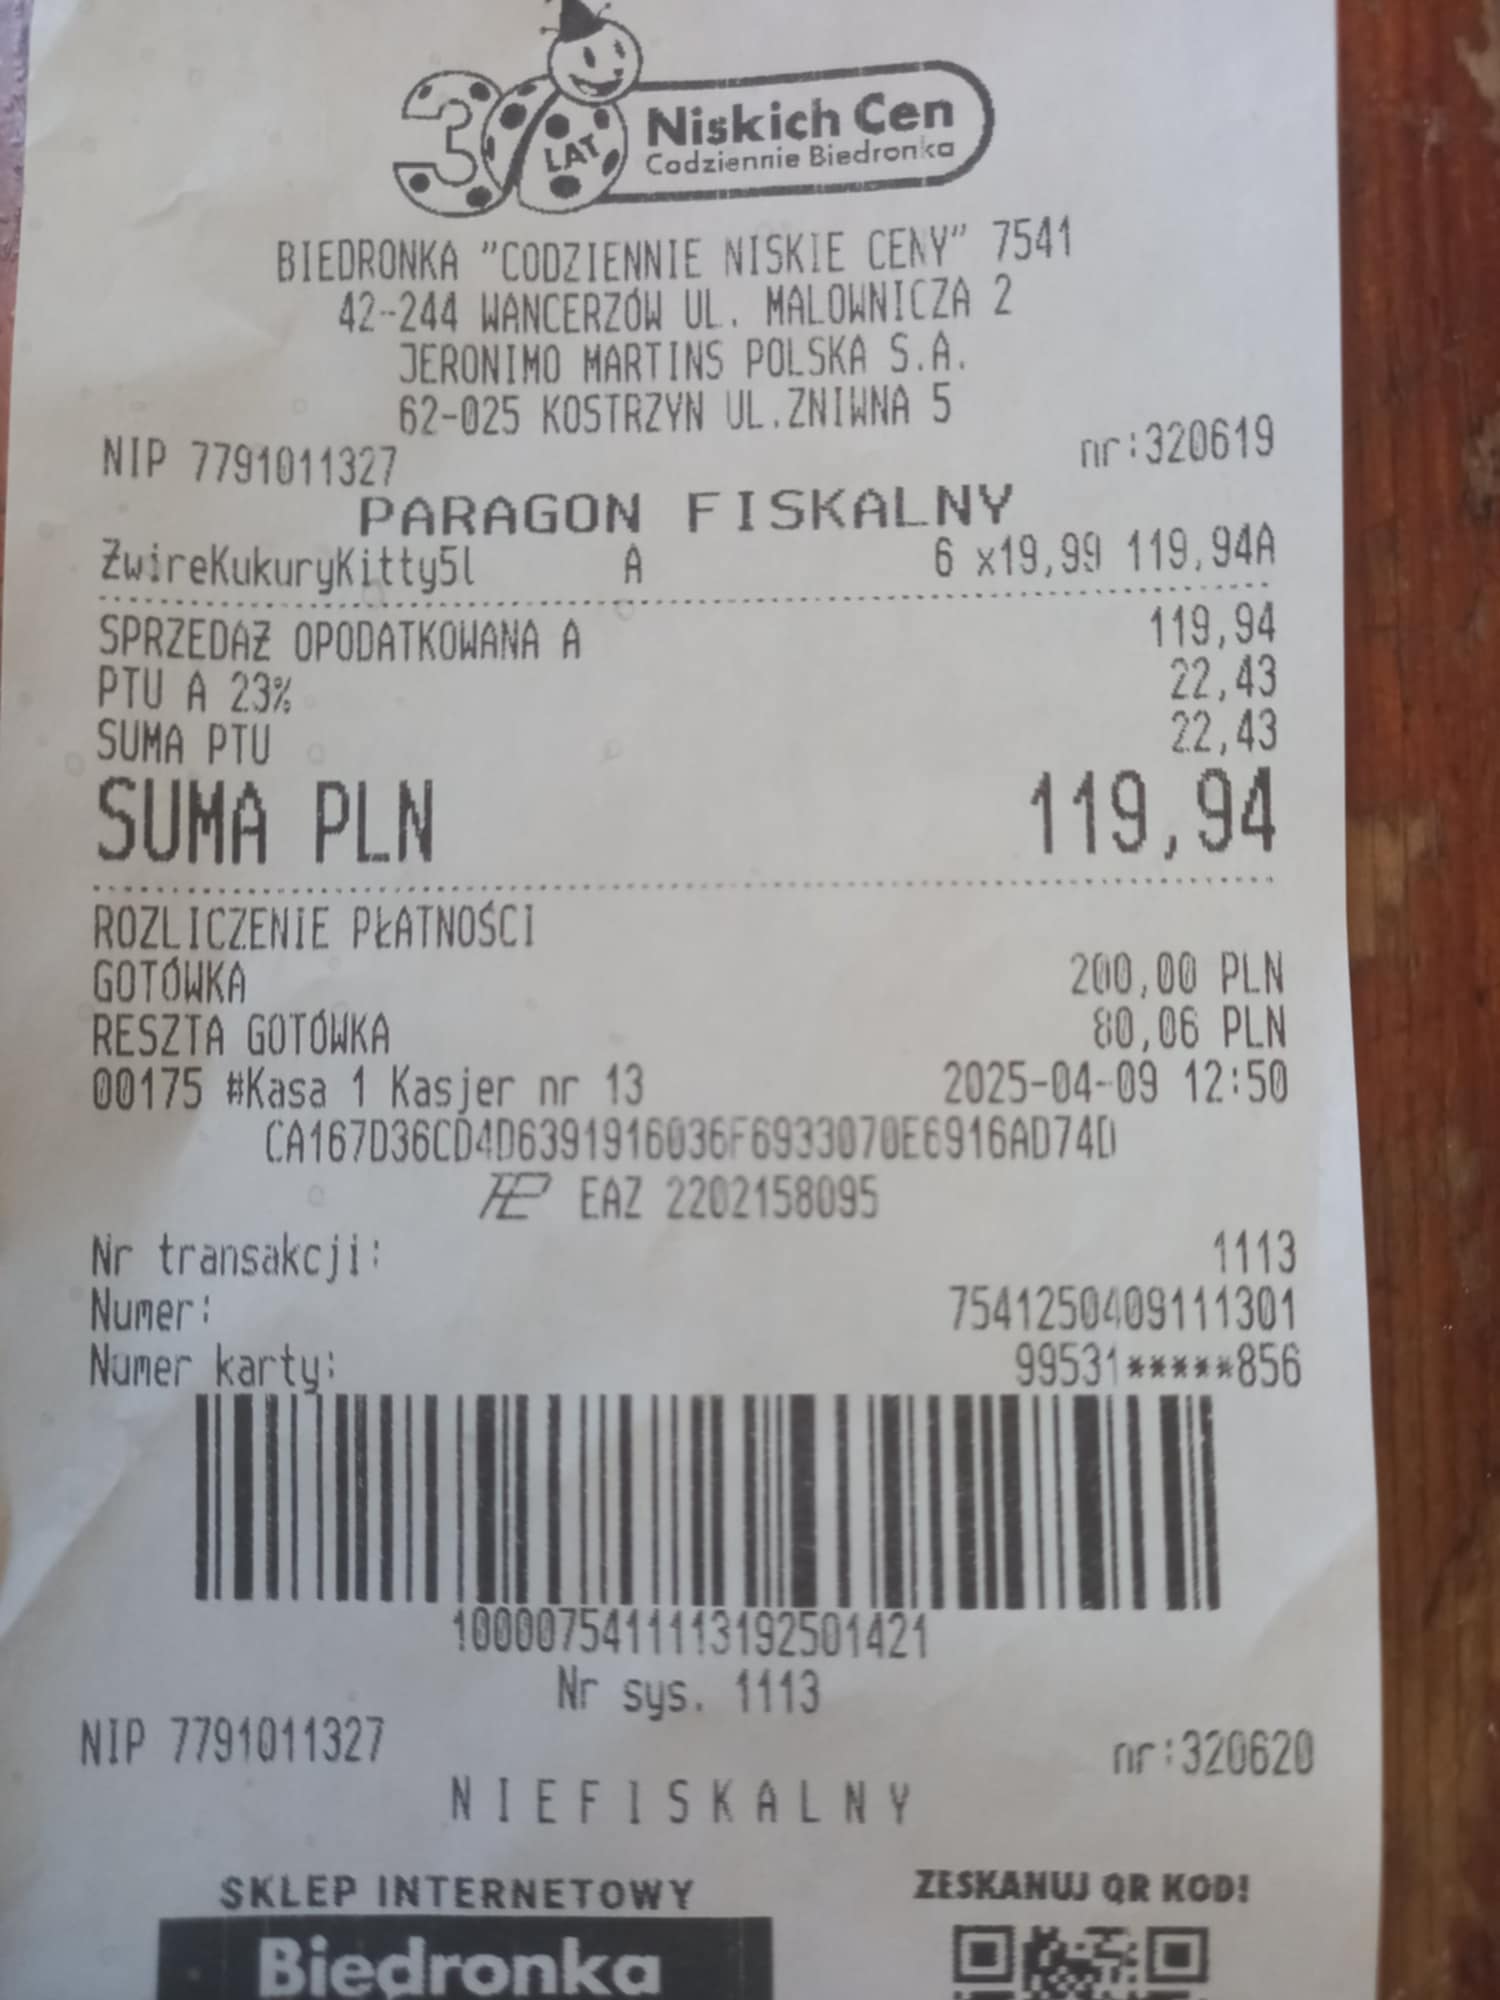 30 LAT
Niskich Cen
Codziennie Biedronka
BIEDRONKA "CODZIENNIE NISKIE CENY" 7541
42-244 WANCERZÓW UL. MALOWNICZA 2
JERONIMO MARTINS POLSKA S.A.
62-025 KOSTRZYN UL.ŻNIWNA 5
NIP 7791011327 nr:320619
PARAGON FISKALNY
ŻwireKukuryKitty5l A 6 x19,99 119,94A
SPRZEDAŻ OPODATKOWANA A 119,94
PTU A 23% 22,43
SUMA PTU 22,43
SUMA PLN 119,94
ROZLICZENIE PŁATNOŚCI
GOTÓWKA 200,00 PLN
RESZTA GOTÓWKA 80,06 PLN
00175 #Kasa 1 Kasjer nr 13 2025-04-09 12:50
CA167D36CD4D6391916036F6933070E6916AD74D
EAZ 2202158095
Nr transakcji: 1113
Numer: 7541250409111301
Numer karty: 99531*****856
10000754111113192501421
Nr sys. 1113
NIP 7791011327 nr:320620
NIEFISKALNY
SKLEP INTERNETOWY ZESKANUJ QR KOD!
Biedronka